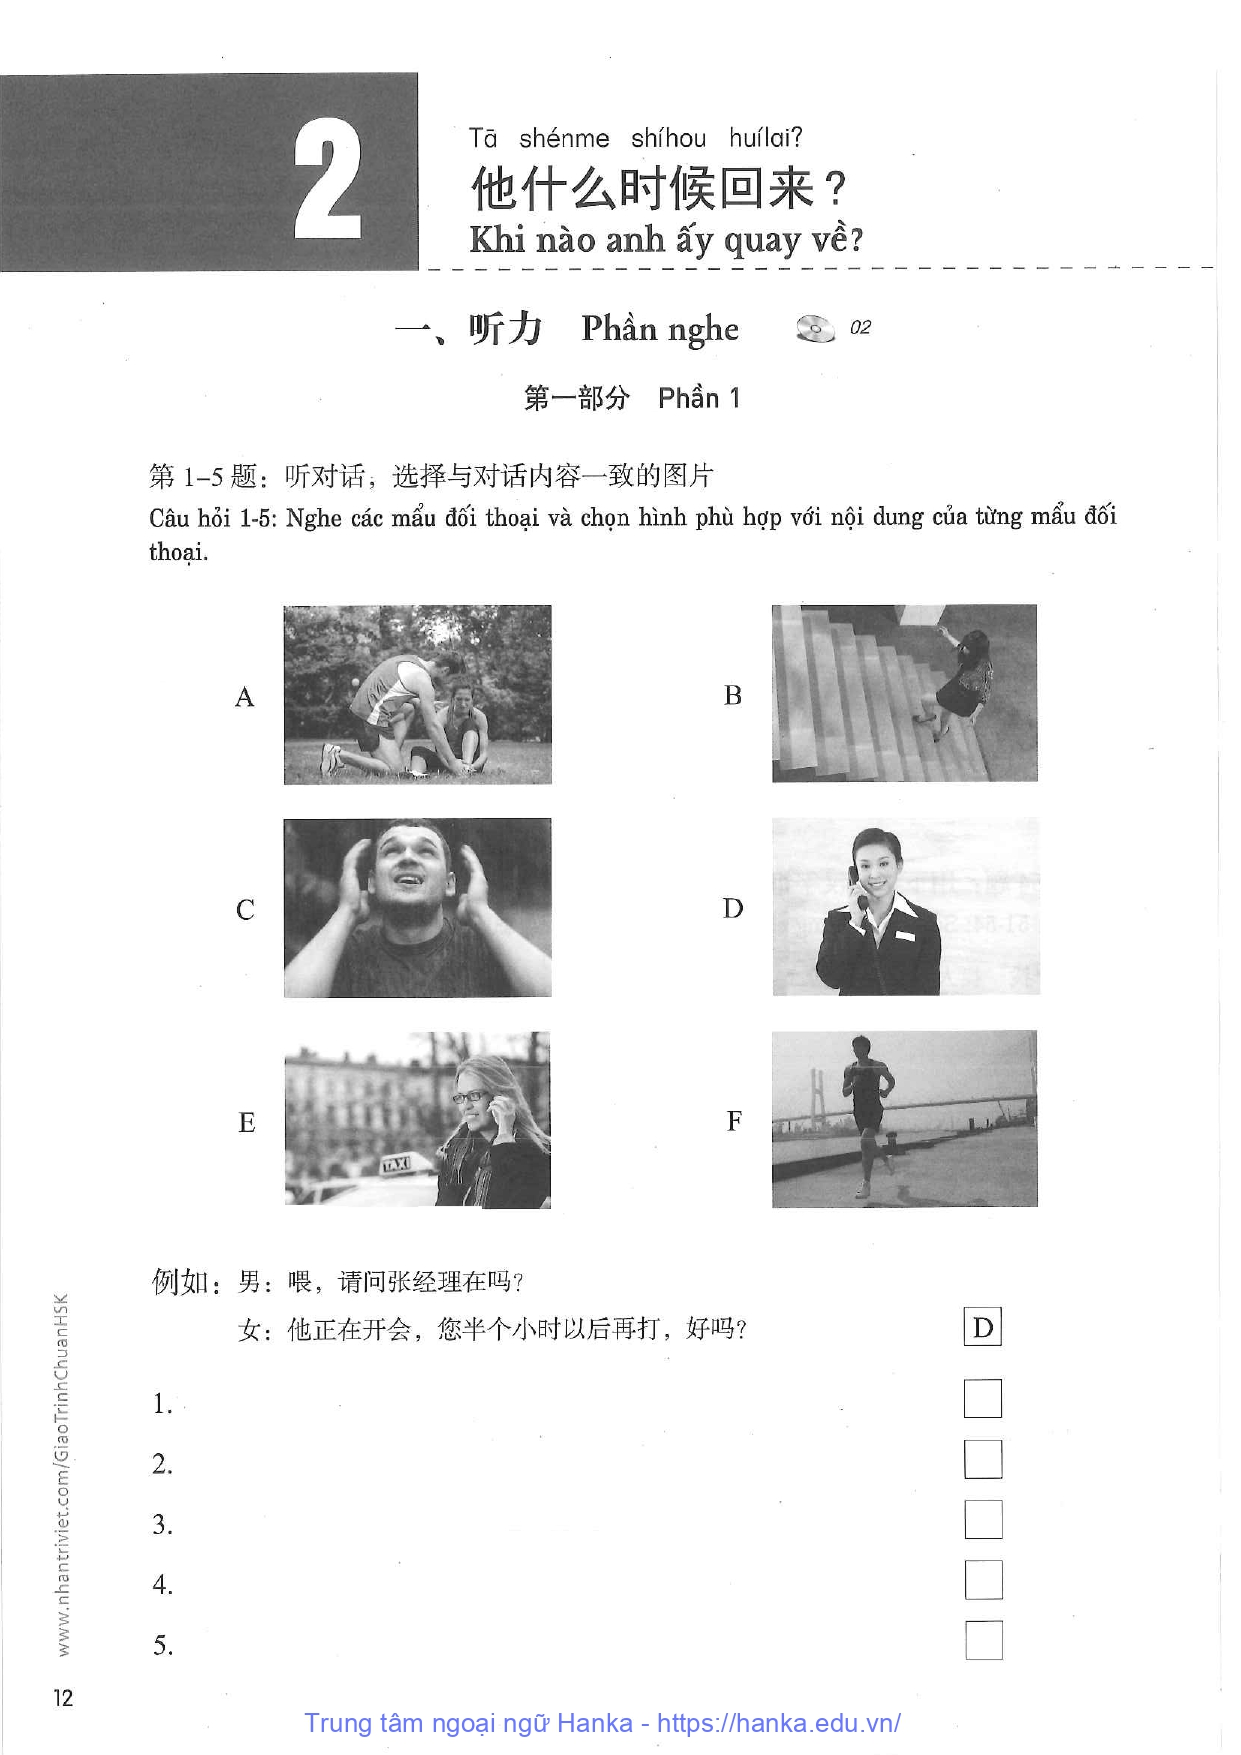 2
Tā shénme shíhou huílai?
他什么时候回来？
Khi nào anh ấy quay về?
一、听力 Phần nghe 02
第一部分 Phần 1
第 1-5 题：听对话，选择与对话内容一致的图片
Câu hỏi 1-5: Nghe các mẩu đối thoại và chọn hình phù hợp với nội dung của từng mẩu đối
thoại.
A
B
C
D
E
TAXI
F
例如：男：喂，请问张经理在吗？
女：他正在开会，您半个小时以后再打，好吗？
D
1.
2.
3.
4.
5.
www.nhantriviet.com/GiaoTrinhChuanHSK
12
Trung tâm ngoại ngữ Hanka - https://hanka.edu.vn/